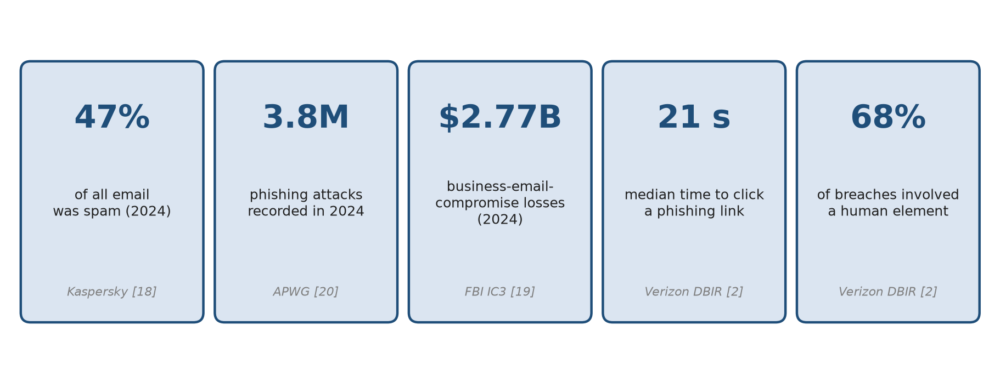 47%
of all email
was spam (2024)
Kaspersky [18]
3.8M
phishing attacks
recorded in 2024
APWG [20]
$2.77B
business-email-
compromise losses
(2024)
FBI IC3 [19]
21 s
median time to click
a phishing link
Verizon DBIR [2]
68%
of breaches involved
a human element
Verizon DBIR [2]